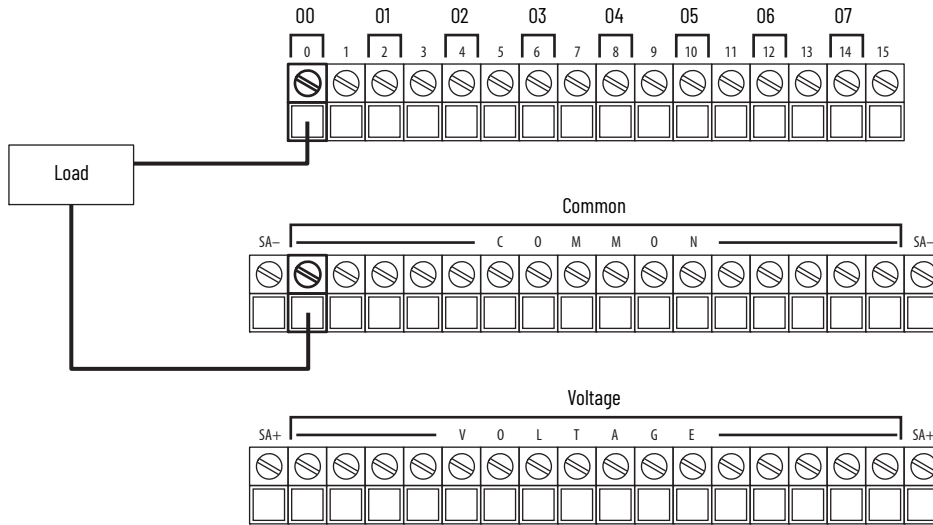 00 01 02 03 04 05 06 07
0 1 2 3 4 5 6 7 8 9 10 11 12 13 14 15
Load
Common
SA– C O M M O N SA–
Voltage
SA+ V O L T A G E SA+